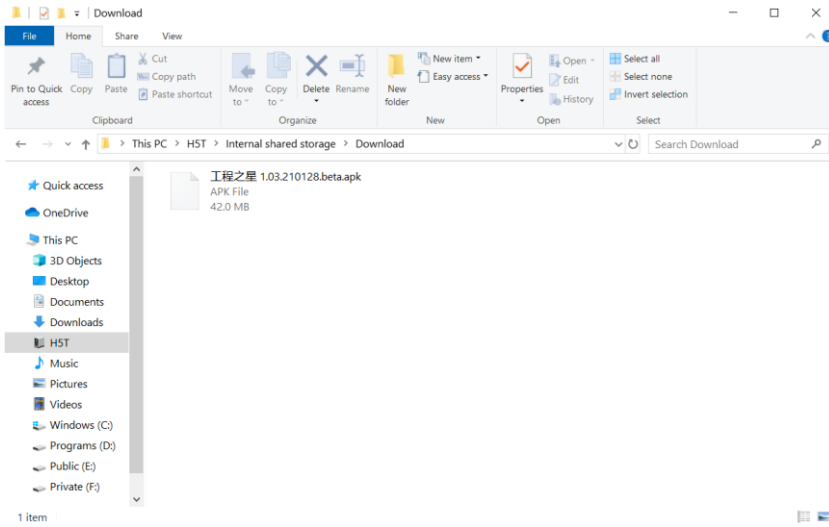 Download
File Home Share View
Pin to Quick access
Copy
Paste
Cut
Copy path
Paste shortcut
Clipboard
Move to
Copy to
Delete
Rename
Organize
New folder
New item
Easy access
New
Properties
Open
Edit
History
Open
Select all
Select none
Invert selection
Select
This PC > H5T > Internal shared storage > Download
Search Download
Quick access
OneDrive
This PC
3D Objects
Desktop
Documents
Downloads
H5T
Music
Pictures
Videos
Windows (C:)
Programs (D:)
Public (E:)
Private (F:)
工程之星 1.03.210128.beta.apk
APK File
42.0 MB
1 item